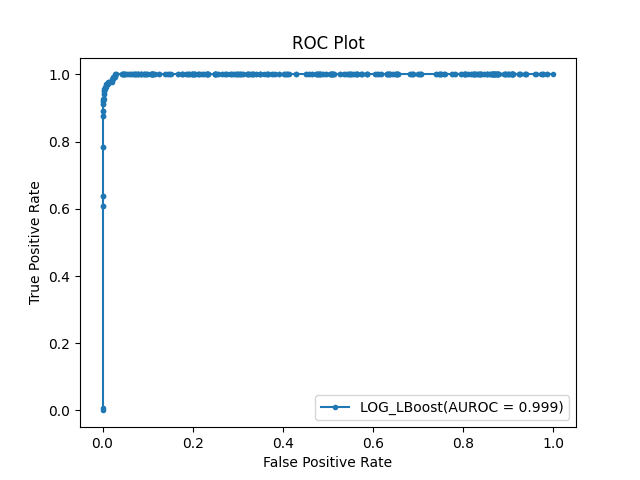 ROC Plot
1.0
0.8
0.6
0.4
0.2
0.0
True Positive Rate
LOG_LBoost(AUROC = 0.999)
0.0 0.2 0.4 0.6 0.8 1.0
False Positive Rate